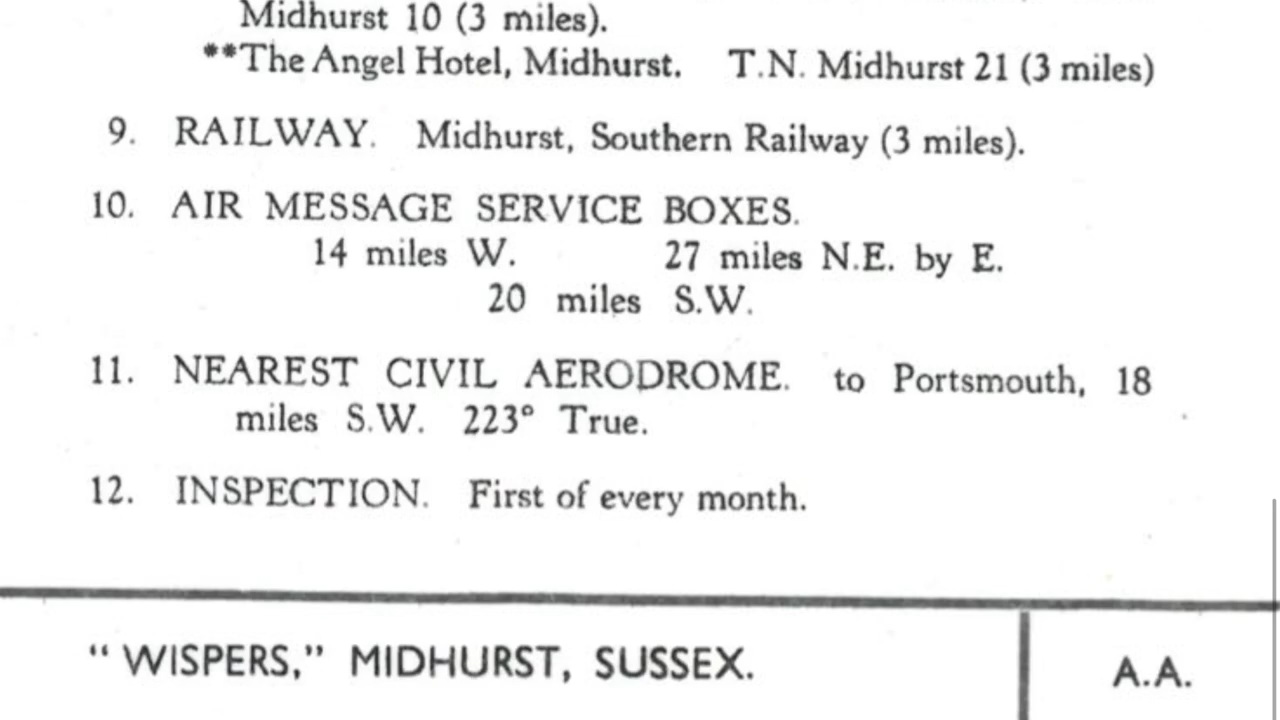 Midhurst 10 (3 miles).
**The Angel Hotel, Midhurst. T.N. Midhurst 21 (3 miles)
9. RAILWAY. Midhurst, Southern Railway (3 miles).
10. AIR MESSAGE SERVICE BOXES.
14 miles W. 27 miles N.E. by E.
20 miles S.W.
11. NEAREST CIVIL AERODROME. to Portsmouth, 18
miles S.W. 223° True.
12. INSPECTION. First of every month.
“WISPERS,” MIDHURST, SUSSEX.
A.A.